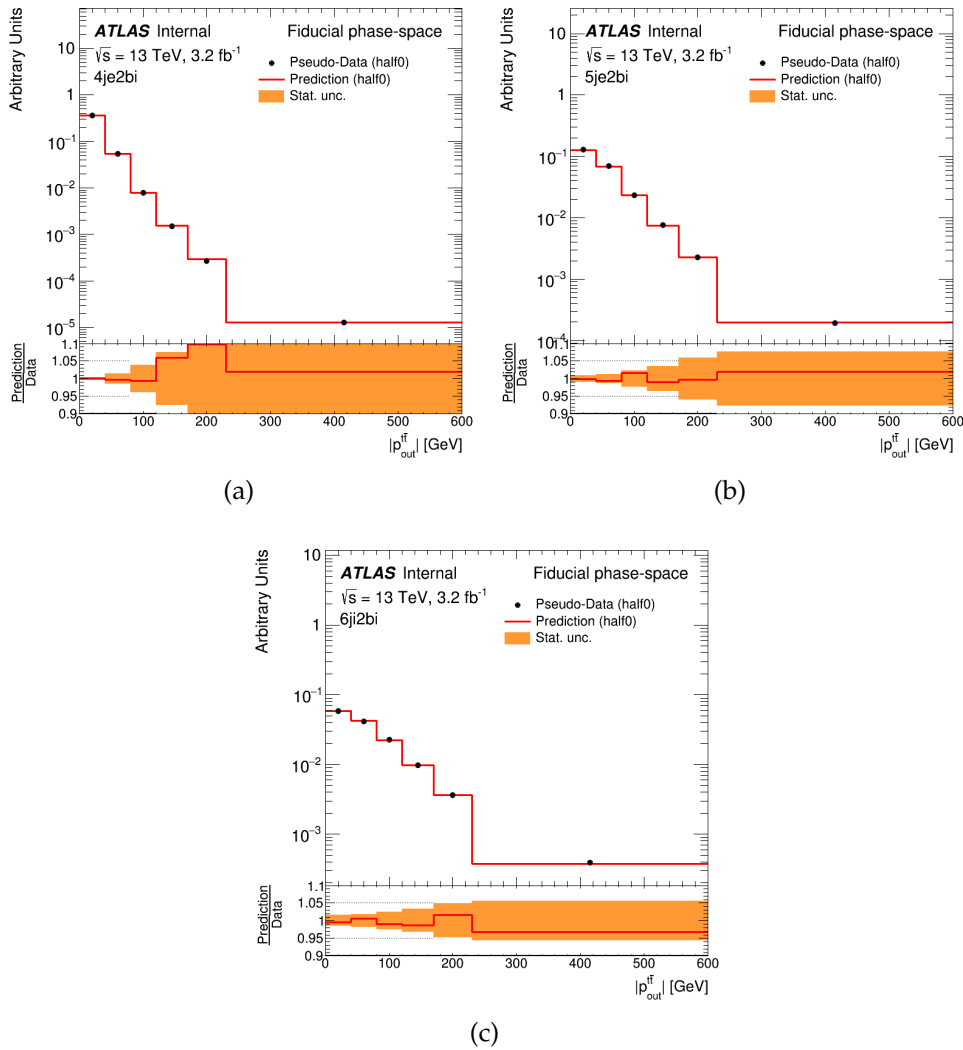 Arbitrary Units
ATLAS Internal
Fiducial phase-space
√s = 13 TeV, 3.2 fb⁻¹
4je2bi
Pseudo-Data (half0)
Prediction (half0)
Stat. unc.
10
1
10⁻¹
10⁻²
10⁻³
10⁻⁴
10⁻⁵
Prediction
Data
1.1
1.05
1
0.95
0.9
0 100 200 300 400 500 600
|p_out^{tt̄}| [GeV]
(a)
Arbitrary Units
ATLAS Internal
Fiducial phase-space
√s = 13 TeV, 3.2 fb⁻¹
5je2bi
Pseudo-Data (half0)
Prediction (half0)
Stat. unc.
10
1
10⁻¹
10⁻²
10⁻³
10⁻⁴
Prediction
Data
1.1
1.05
1
0.95
0.9
0 100 200 300 400 500 600
|p_out^{tt̄}| [GeV]
(b)
Arbitrary Units
ATLAS Internal
Fiducial phase-space
√s = 13 TeV, 3.2 fb⁻¹
6ji2bi
Pseudo-Data (half0)
Prediction (half0)
Stat. unc.
10
1
10⁻¹
10⁻²
10⁻³
Prediction
Data
1.1
1.05
1
0.95
0.9
0 100 200 300 400 500 600
|p_out^{tt̄}| [GeV]
(c)